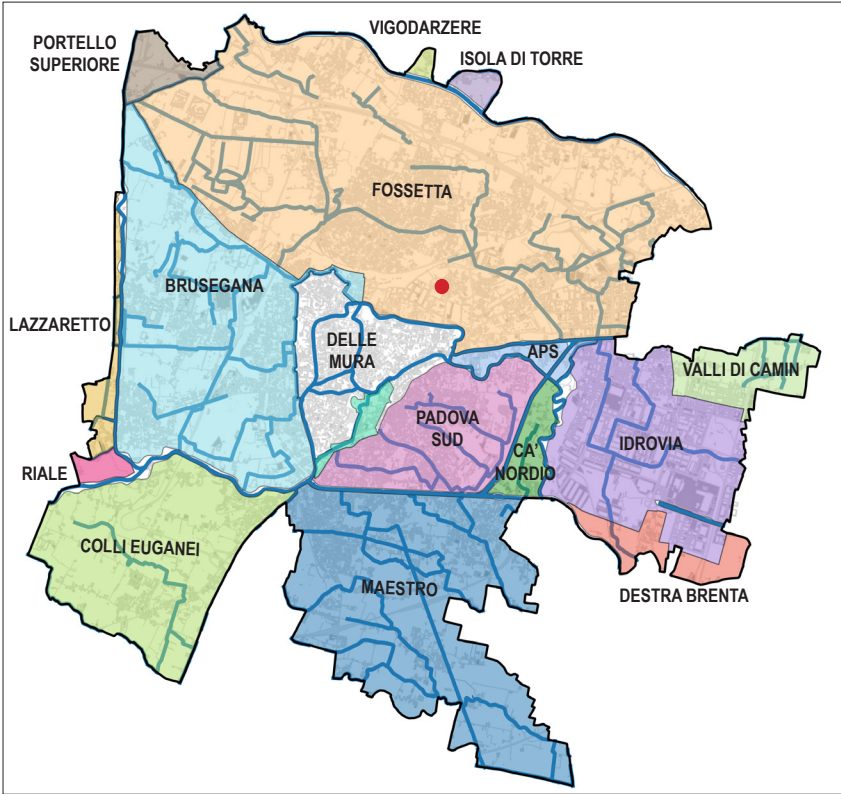 VIGODARZERE
PORTELLO
SUPERIORE
ISOLA DI TORRE
FOSSETTA
BRUSEGANA
LAZZARETTO
DELLE
MURA
APS
VALLI DI CAMIN
PADOVA
SUD
IDROVIA
CA'
NORDIO
RIALE
COLLI EUGANEI
MAESTRO
DESTRA BRENTA